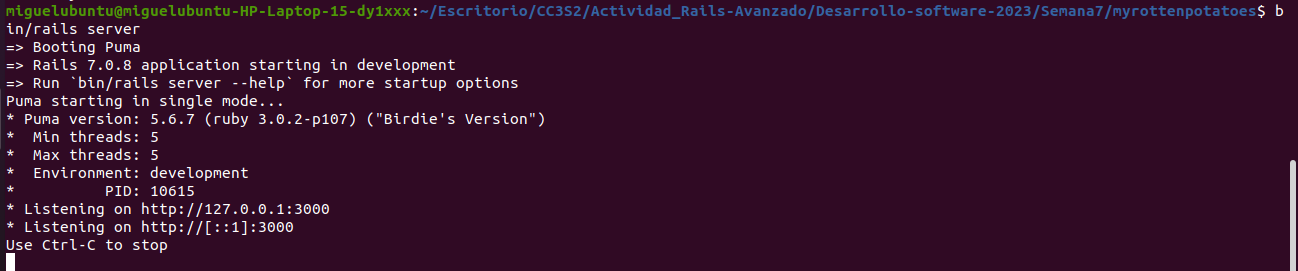 miguelubuntu@miguelubuntu-HP-Laptop-15-dy1xxx:~/Escritorio/CC3S2/Actividad_Rails-Avanzado/Desarrollo-software-2023/Semana7/myrottenpotatoes$ b
in/rails server
=> Booting Puma
=> Rails 7.0.8 application starting in development
=> Run `bin/rails server --help` for more startup options
Puma starting in single mode...
* Puma version: 5.6.7 (ruby 3.0.2-p107) ("Birdie's Version")
*  Min threads: 5
*  Max threads: 5
*  Environment: development
*          PID: 10615
* Listening on http://127.0.0.1:3000
* Listening on http://[::1]:3000
Use Ctrl-C to stop